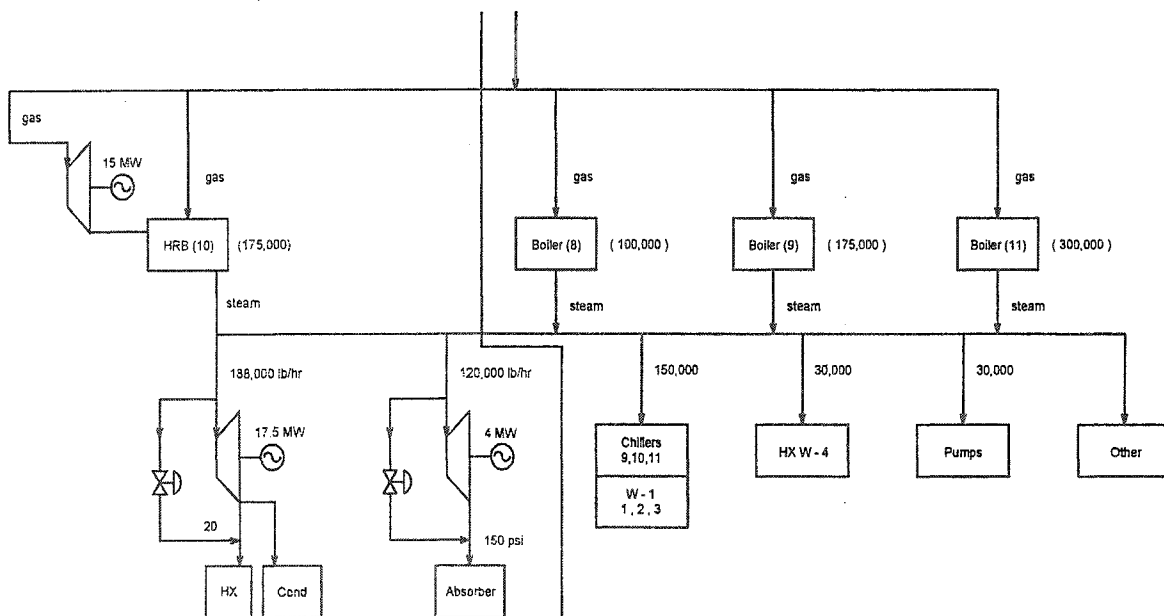 gas
15 MW
gas
gas
gas
gas
HRB (10)
(175,000)
Boiler (8)
( 100,000 )
Boiler (9)
( 175,000 )
Boiler (11)
( 300,000 )
steam
steam
steam
steam
188,000 lb/hr
120,000 lb/hr
150,000
30,000
30,000
17.5 MW
4 MW
Chillers
9,10,11
HX W - 4
Pumps
Other
W - 1
1 , 2 , 3
20
150 psi
HX
Cond
Absorber